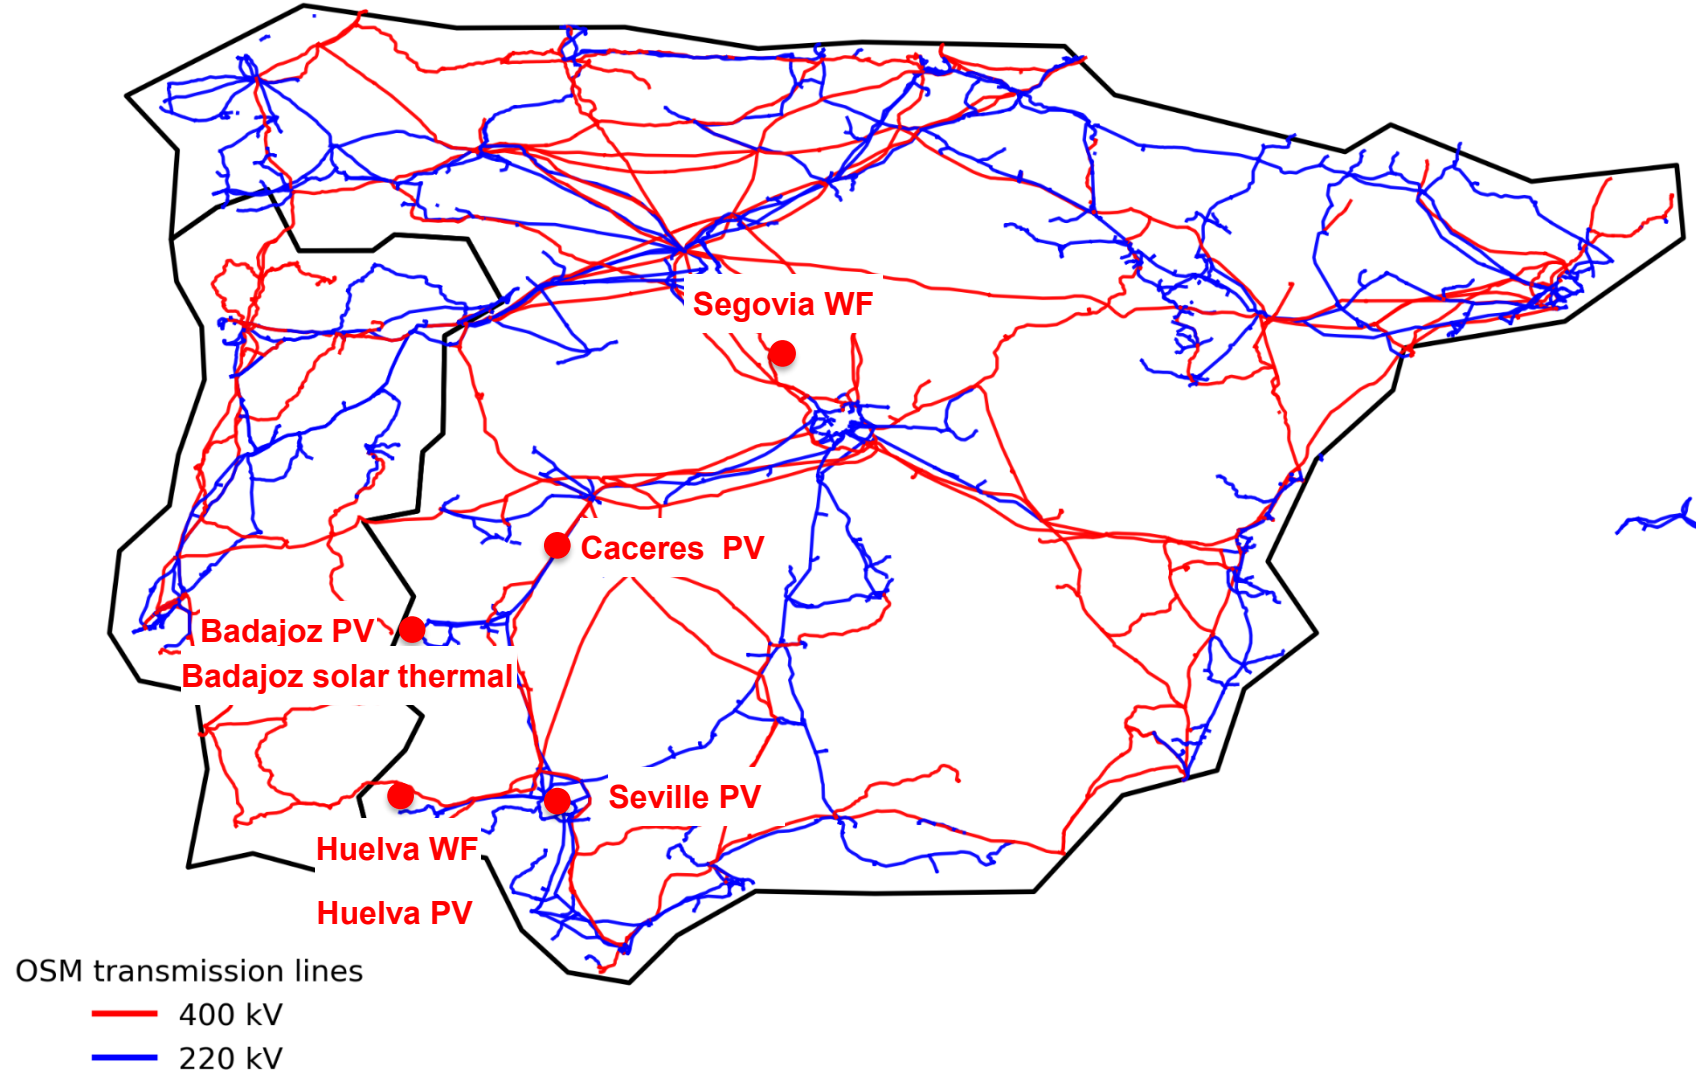 Segovia WF
Caceres PV
Badajoz PV
Badajoz solar thermal
Seville PV
Huelva WF
Huelva PV
OSM transmission lines
400 kV
220 kV